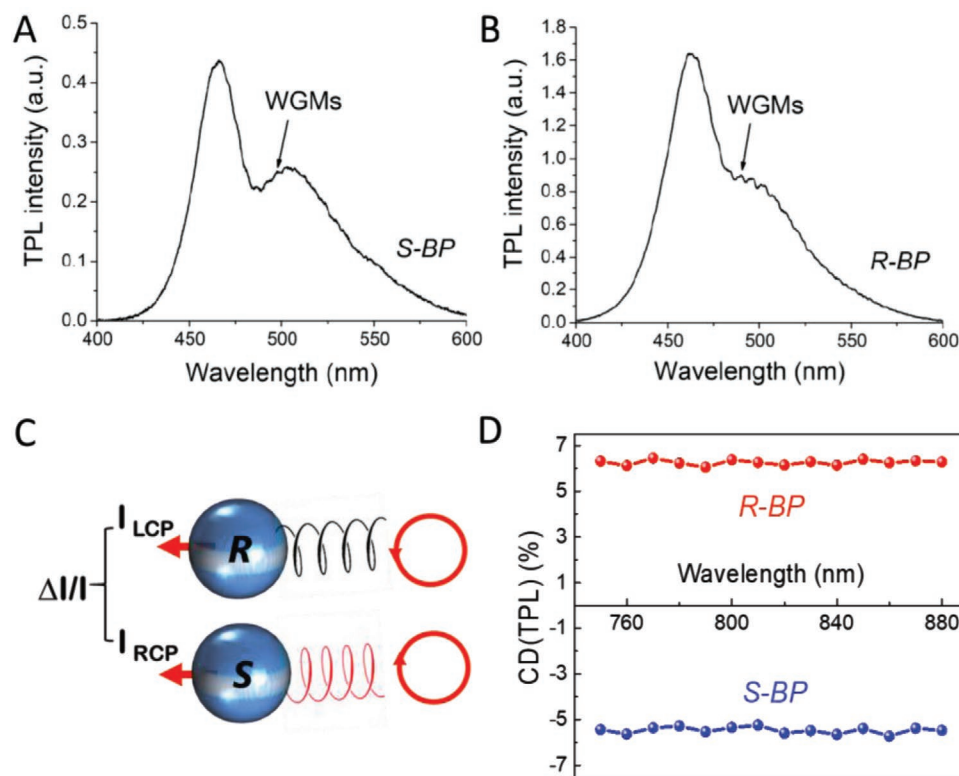 A
TPL intensity (a.u.)
0.5
0.4
0.3
0.2
0.1
0.0
WGMs
S-BP
400 450 500 550 600
Wavelength (nm)
B
TPL intensity (a.u.)
1.8
1.6
1.4
1.2
1.0
0.8
0.6
0.4
0.2
0.0
WGMs
R-BP
400 450 500 550 600
Wavelength (nm)
C
I LCP
R
ΔI/I
I RCP
S
D
CD(TPL) (%)
7
5
3
1
-1
-3
-5
-7
R-BP
Wavelength (nm)
760 800 840 880
S-BP